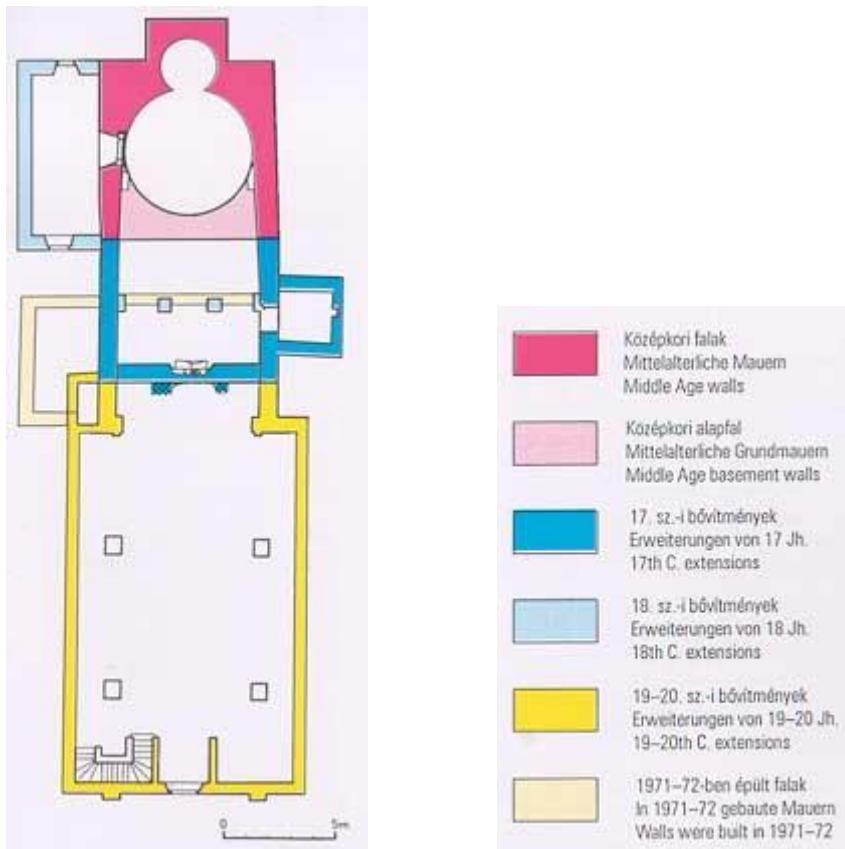 Középkori falak
Mittelalterliche Mauern
Middle Age walls
Középkori alapfal
Mittelalterliche Grundmauern
Middle Age basement walls
17. sz.-i bővítmények
Erweiterungen von 17 Jh.
17th C. extensions
18. sz.-i bővítmények
Erweiterungen von 18 Jh.
18th C. extensions
19–20. sz.-i bővítmények
Erweiterungen von 19–20 Jh.
19–20th C. extensions
1971–72-ben épült falak
In 1971–72 gebaute Mauern
Walls were built in 1971–72
0 5m